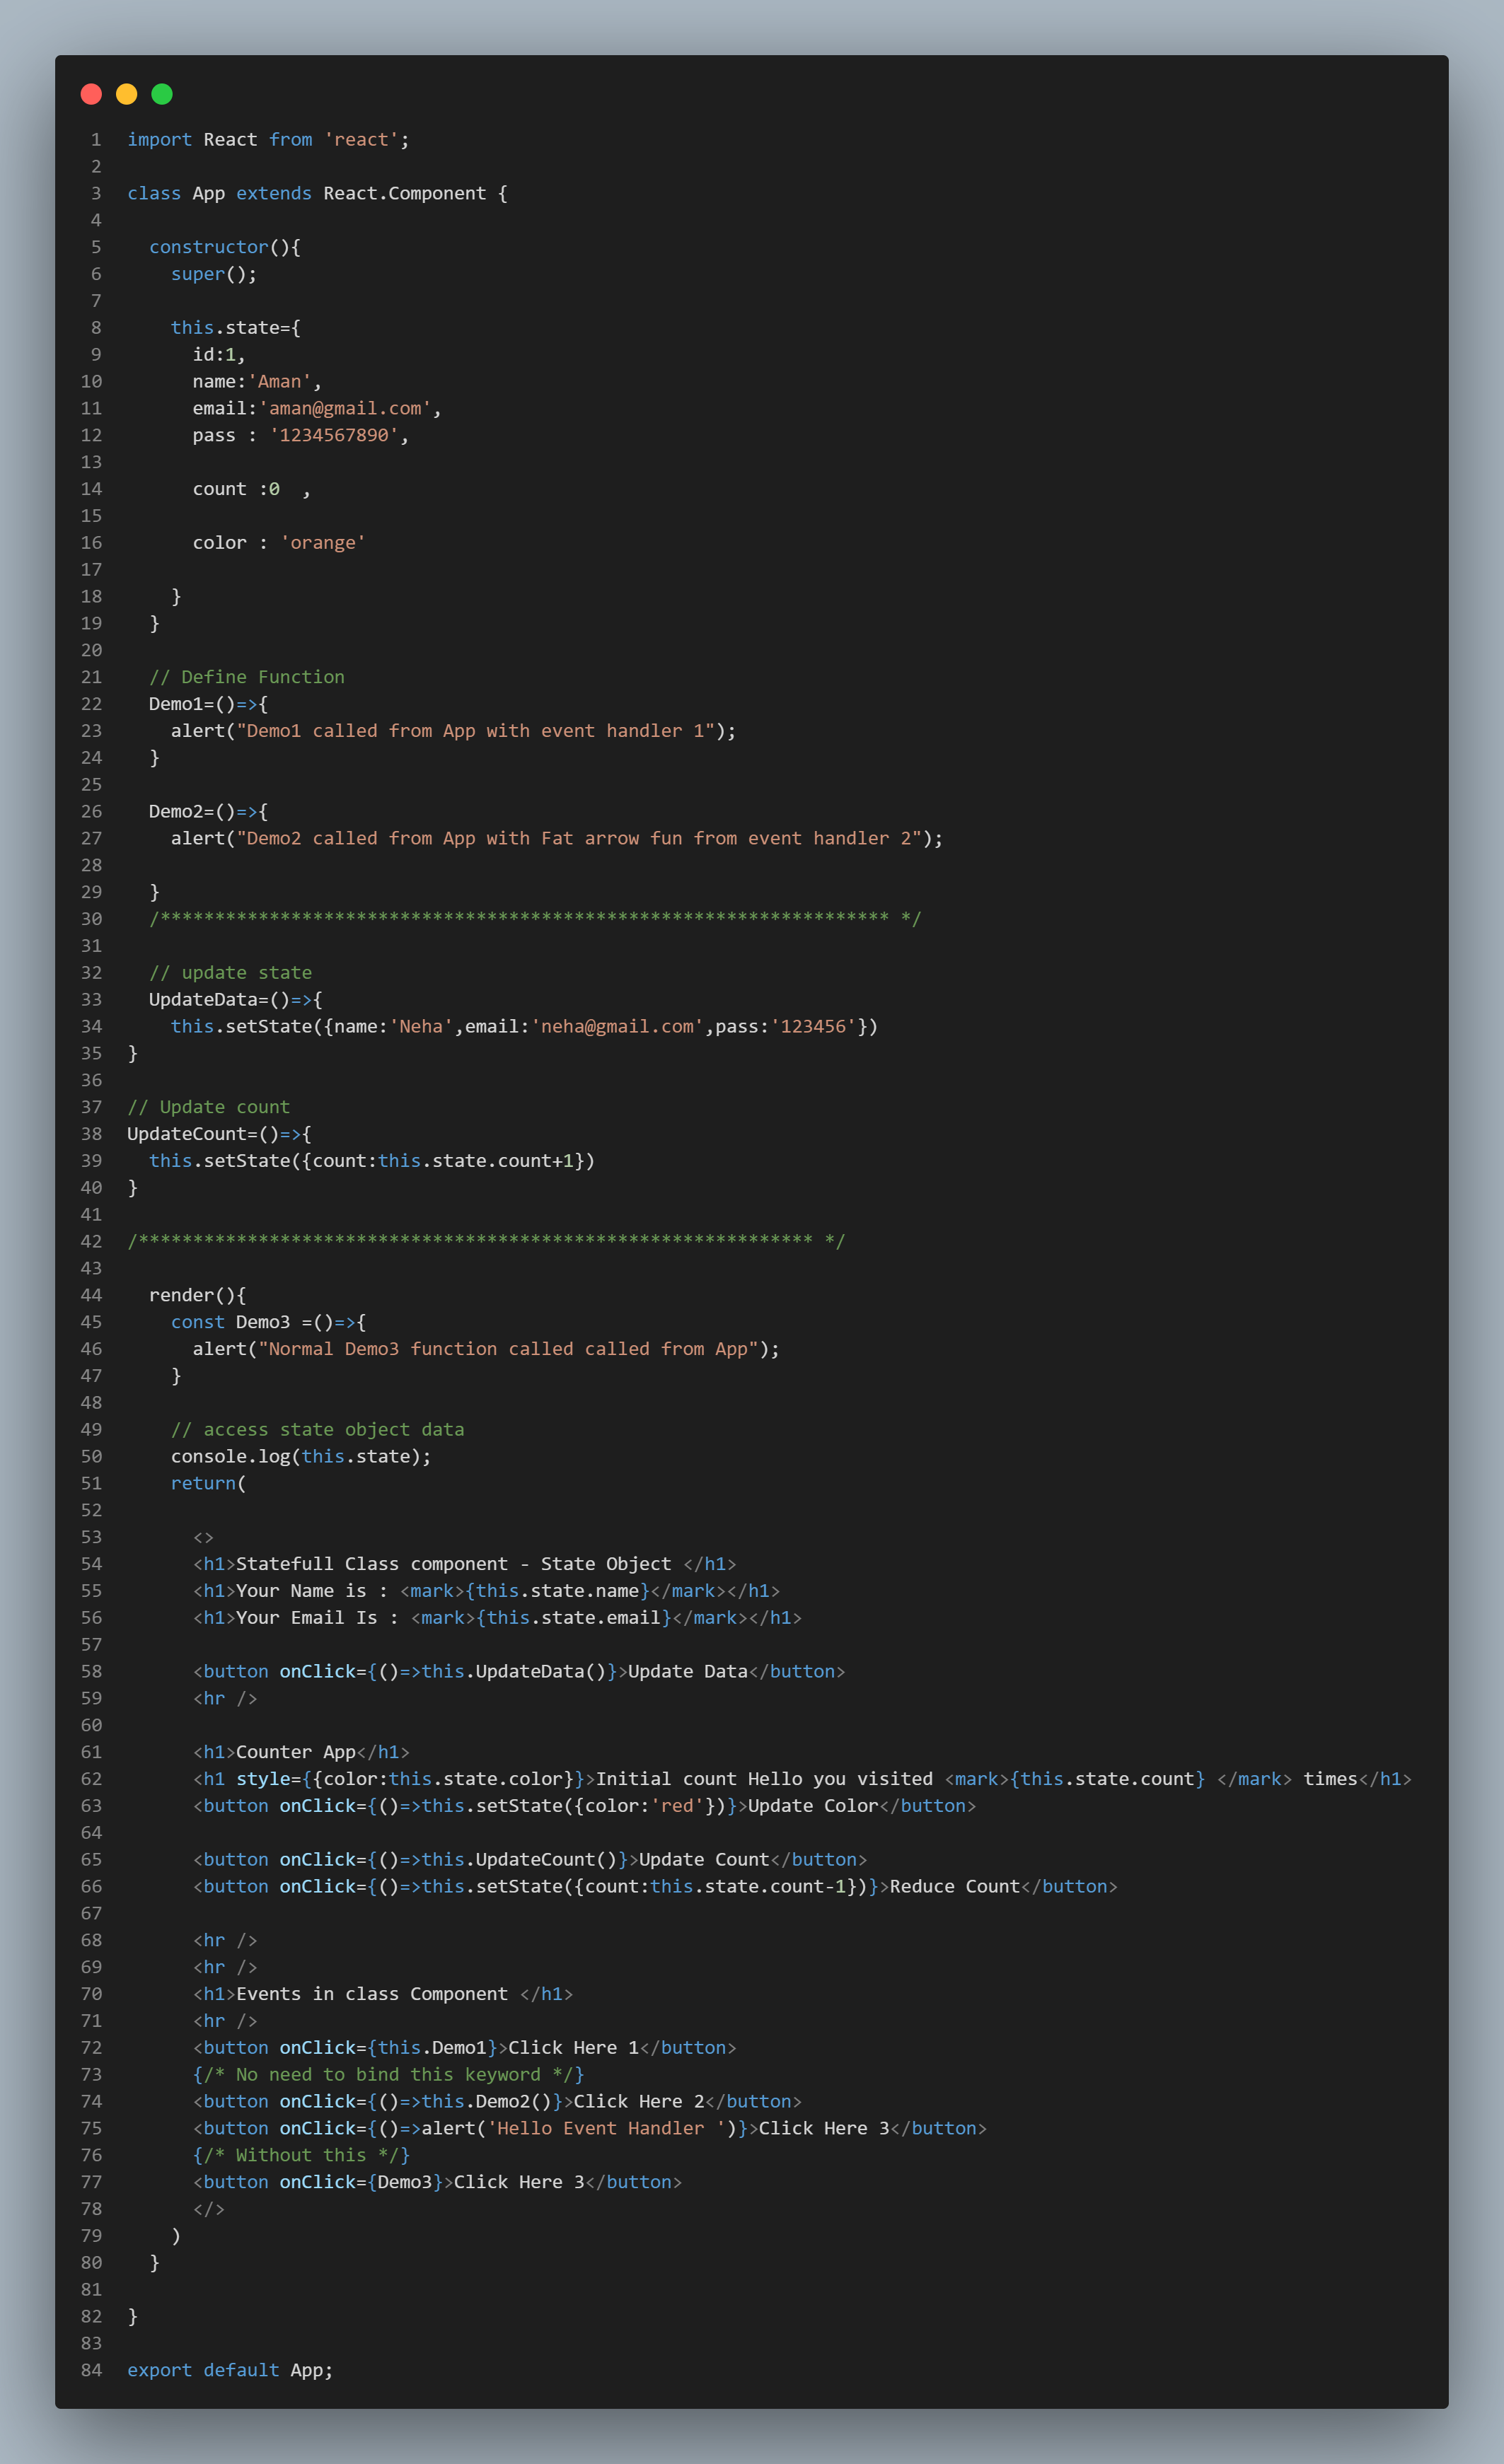 1 import React from 'react';
2
3 class App extends React.Component {
4
5   constructor(){
6     super();
7
8     this.state={
9       id:1,
10       name:'Aman',
11       email:'aman@gmail.com',
12       pass : '1234567890',
13
14       count :0  ,
15
16       color : 'orange'
17
18     }
19   }
20
21   // Define Function
22   Demo1=()=>{
23     alert("Demo1 called from App with event handler 1");
24   }
25
26   Demo2=()=>{
27     alert("Demo2 called from App with Fat arrow fun from event handler 2");
28
29   }
30   /******************************************************************* */
31
32   // update state
33   UpdateData=()=>{
34     this.setState({name:'Neha',email:'neha@gmail.com',pass:'123456'})
35 }
36
37 // Update count
38 UpdateCount=()=>{
39   this.setState({count:this.state.count+1})
40 }
41
42 /************************************************************** */
43
44   render(){
45     const Demo3 =()=>{
46       alert("Normal Demo3 function called called from App");
47     }
48
49     // access state object data
50     console.log(this.state);
51     return(
52
53       <>
54       <h1>Statefull Class component - State Object </h1>
55       <h1>Your Name is : <mark>{this.state.name}</mark></h1>
56       <h1>Your Email Is : <mark>{this.state.email}</mark></h1>
57
58       <button onClick={()=>this.UpdateData()}>Update Data</button>
59       <hr />
60
61       <h1>Counter App</h1>
62       <h1 style={{color:this.state.color}}>Initial count Hello you visited <mark>{this.state.count} </mark> times</h1>
63       <button onClick={()=>this.setState({color:'red'})}>Update Color</button>
64
65       <button onClick={()=>this.UpdateCount()}>Update Count</button>
66       <button onClick={()=>this.setState({count:this.state.count-1})}>Reduce Count</button>
67
68       <hr />
69       <hr />
70       <h1>Events in class Component </h1>
71       <hr />
72       <button onClick={this.Demo1}>Click Here 1</button>
73       {/* No need to bind this keyword */}
74       <button onClick={()=>this.Demo2()}>Click Here 2</button>
75       <button onClick={()=>alert('Hello Event Handler ')}>Click Here 3</button>
76       {/* Without this */}
77       <button onClick={Demo3}>Click Here 3</button>
78       </>
79     )
80   }
81
82 }
83
84 export default App;